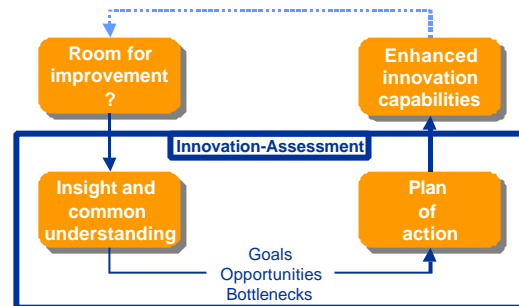 Room for
improvement
?
Enhanced
innovation
capabilities
Innovation-Assessment
Insight and
common
understanding
Plan
of
action
Goals
Opportunities
Bottlenecks